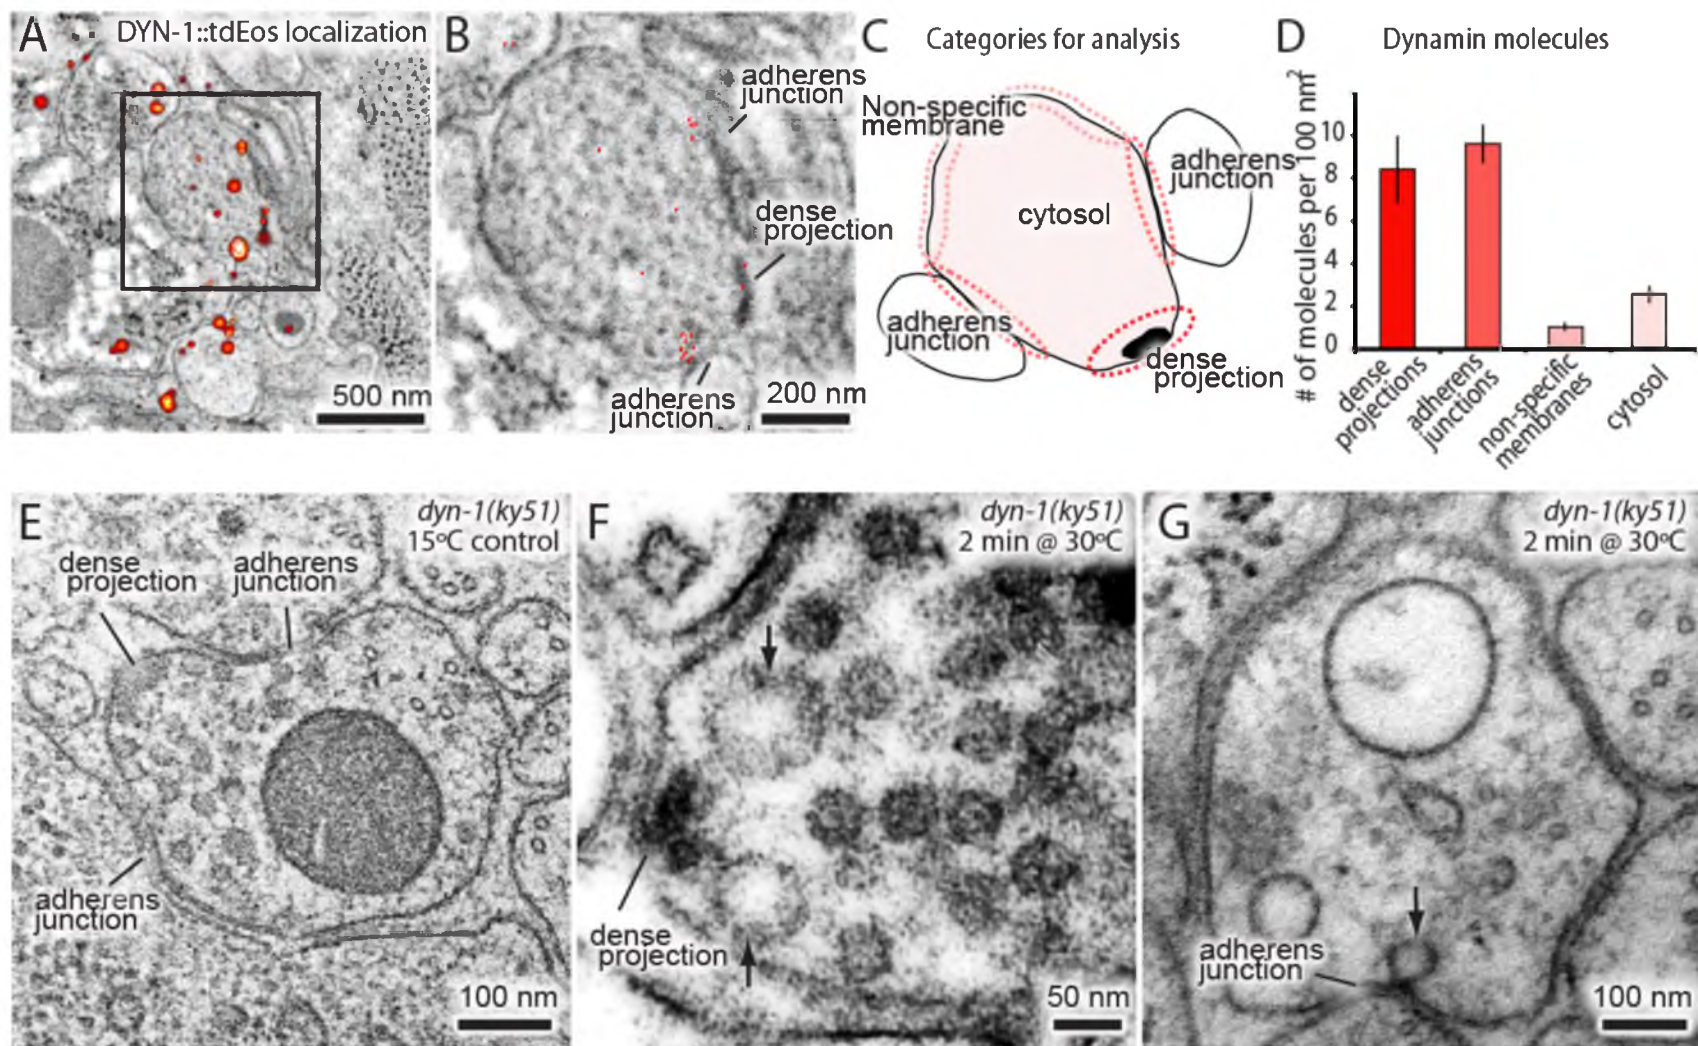 A
DYN-1::tdEos localization
500 nm
B
adherens
junction
dense
projection
adherens
junction
200 nm
C
Categories for analysis
Non-specific
membrane
adherens
junction
cytosol
adherens
junction
dense
projection
D
Dynamin molecules
# of molecules per 100 nm²
10
8
6
4
2
0
dense
projections
adherens
junctions
non-specific
membranes
cytosol
E
dyn-1(ky51)
15ºC control
dense
projection
adherens
junction
adherens
junction
100 nm
F
dyn-1(ky51)
2 min @ 30ºC
dense
projection
50 nm
G
dyn-1(ky51)
2 min @ 30ºC
adherens
junction
100 nm